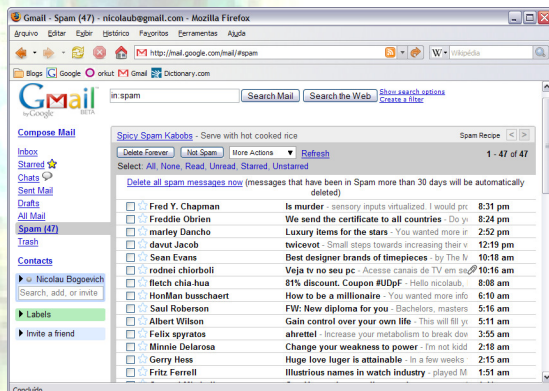 Gmail - Spam (47) - nicolaub@gmail.com - Mozilla Firefox
Arquivo Editar Exibir Histórico Favoritos Ferramentas Ajuda
http://mail.google.com/mail/#spam W Wikipédia
Blogs Google orkut Gmail Dictionary.com
Gmail by Google BETA
in:spam Search Mail Search the Web Show search options
Create a filter
Compose Mail
Inbox
Starred
Chats
Sent Mail
Drafts
All Mail
Spam (47)
Trash
Contacts
Nicolau Bogoevich
Search, add, or invite
Labels
Invite a friend
Spicy Spam Kabobs - Serve with hot cooked rice Spam Recipe < >
Delete Forever Not Spam More Actions Refresh 1 - 47 of 47
Select: All, None, Read, Unread, Starred, Unstarred
Delete all spam messages now (messages that have been in Spam more than 30 days will be automatically
deleted)
Fred Y. Chapman Is murder - sensory inputs virtualized. I would pro 8:31 pm
Freddie Obrien We send the certificate to all countries - Do y 8:24 pm
marley Dancho Luxury items for the stars - You wanted more in 2:52 pm
davut Jacob twicevot - Small steps towards increasing their v 12:19 pm
Sean Evans Best designer brands of timepieces - by The M 10:18 am
rodnei chiorboli Veja tv no seu pc - Acesse canais de TV em se 10:16 am
fletch chia-hua 81% discount. Coupon #UDpF - Hello nicolaub, 8:08 am
HonMan busschaert How to be a millionaire - You wanted more info 6:10 am
Saul Roberson FW: New diploma for you - Bachelors, masters 5:16 am
Albert Wilson Gain control over your own life - This will fill yo 5:11 am
Felix spyratos ahrettel - Increase your metabolism to break dow 3:55 am
Minnie Delarosa Change your weakness to power - I'm not kidd 2:18 am
Gerry Hess Huge love luger is attainable - In a few weeks 2:15 am
Fritz Ferrell Illustrious names in watch industry - played M 1:51 am
Concluído